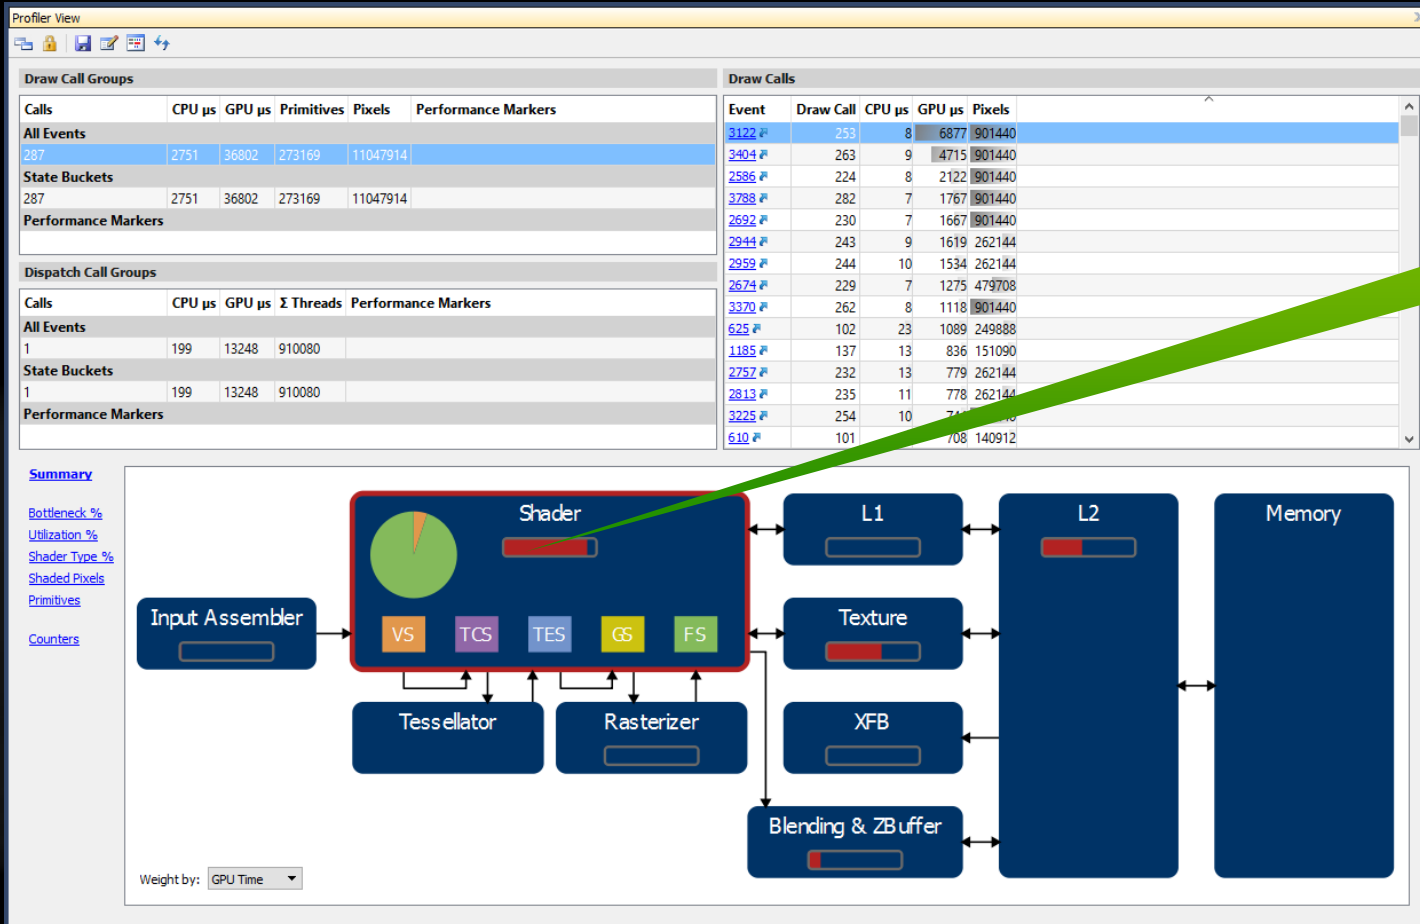 Profiler View
Draw Call Groups
Calls CPU µs GPU µs Primitives Pixels Performance Markers
All Events
287 2751 36802 273169 11047914
State Buckets
287 2751 36802 273169 11047914
Performance Markers
Dispatch Call Groups
Calls CPU µs GPU µs Σ Threads Performance Markers
All Events
1 199 13248 910080
State Buckets
1 199 13248 910080
Performance Markers
Draw Calls
Event Draw Call CPU µs GPU µs Pixels
3122 253 8 6877 901440
3404 263 9 4715 901440
2586 224 8 2122 901440
3788 282 7 1767 901440
2692 230 7 1667 901440
2944 243 9 1619 262144
2959 244 10 1534 262144
2674 229 7 1275 479708
3370 262 8 1118 901440
625 102 23 1089 249888
1185 137 13 836 151090
2757 232 13 779 262144
2813 235 11 778 262144
3225 254 10
610 101 708 140912
Summary
Bottleneck %
Utilization %
Shader Type %
Shaded Pixels
Primitives
Counters
Shader
L1
L2
Memory
Input Assembler
VS TCS TES GS FS
Texture
Tessellator
Rasterizer
XFB
Blending & ZBuffer
Weight by: GPU Time